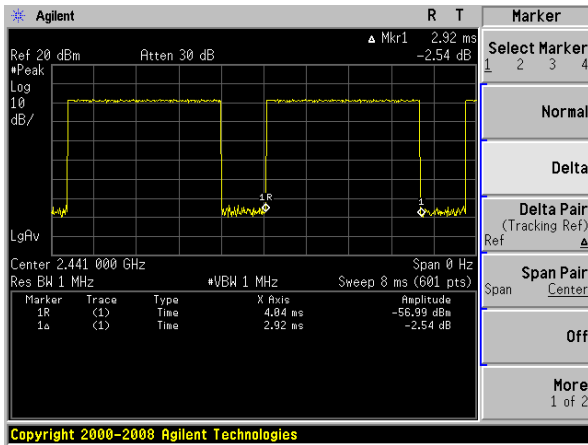 Agilent R T
Marker
Δ Mkr1 2.92 ms
Ref 20 dBm Atten 30 dB -2.54 dB
#Peak
Log
10
dB/
1R
1
LgAv
Center 2.441 000 GHz Span 0 Hz
Res BW 1 MHz #VBW 1 MHz Sweep 8 ms (601 pts)
Marker Trace Type X Axis Amplitude
1R (1) Time 4.04 ms -56.99 dBm
1Δ (1) Time 2.92 ms -2.54 dB
Copyright 2000-2008 Agilent Technologies
Select Marker
1 2 3 4
Normal
Delta
Delta Pair
(Tracking Ref)
Ref Δ
Span Pair
Span Center
Off
More
1 of 2